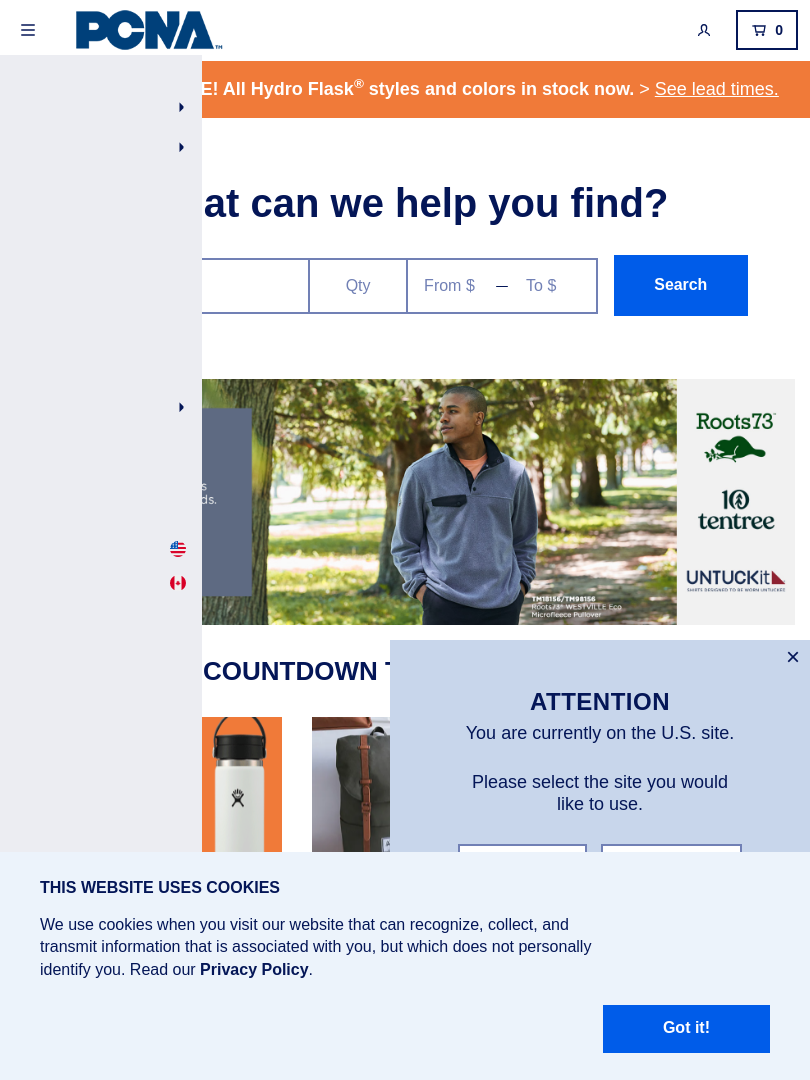 PCNA™
0
E! All Hydro Flask® styles and colors in stock now. > See lead times.
at can we help you find?
Qty
From $ — To $
Search
s
ds.
TM18156/TM98156
Roots73® WESTVILLE Eco
Microfleece Pullover
Roots73
10
tentree
UNTUCKit
SHIRTS DESIGNED TO BE WORN UNTUCKED
COUNTDOWN T
ATTENTION
You are currently on the U.S. site.
Please select the site you would
like to use.
THIS WEBSITE USES COOKIES
We use cookies when you visit our website that can recognize, collect, and
transmit information that is associated with you, but which does not personally
identify you. Read our Privacy Policy.
Got it!